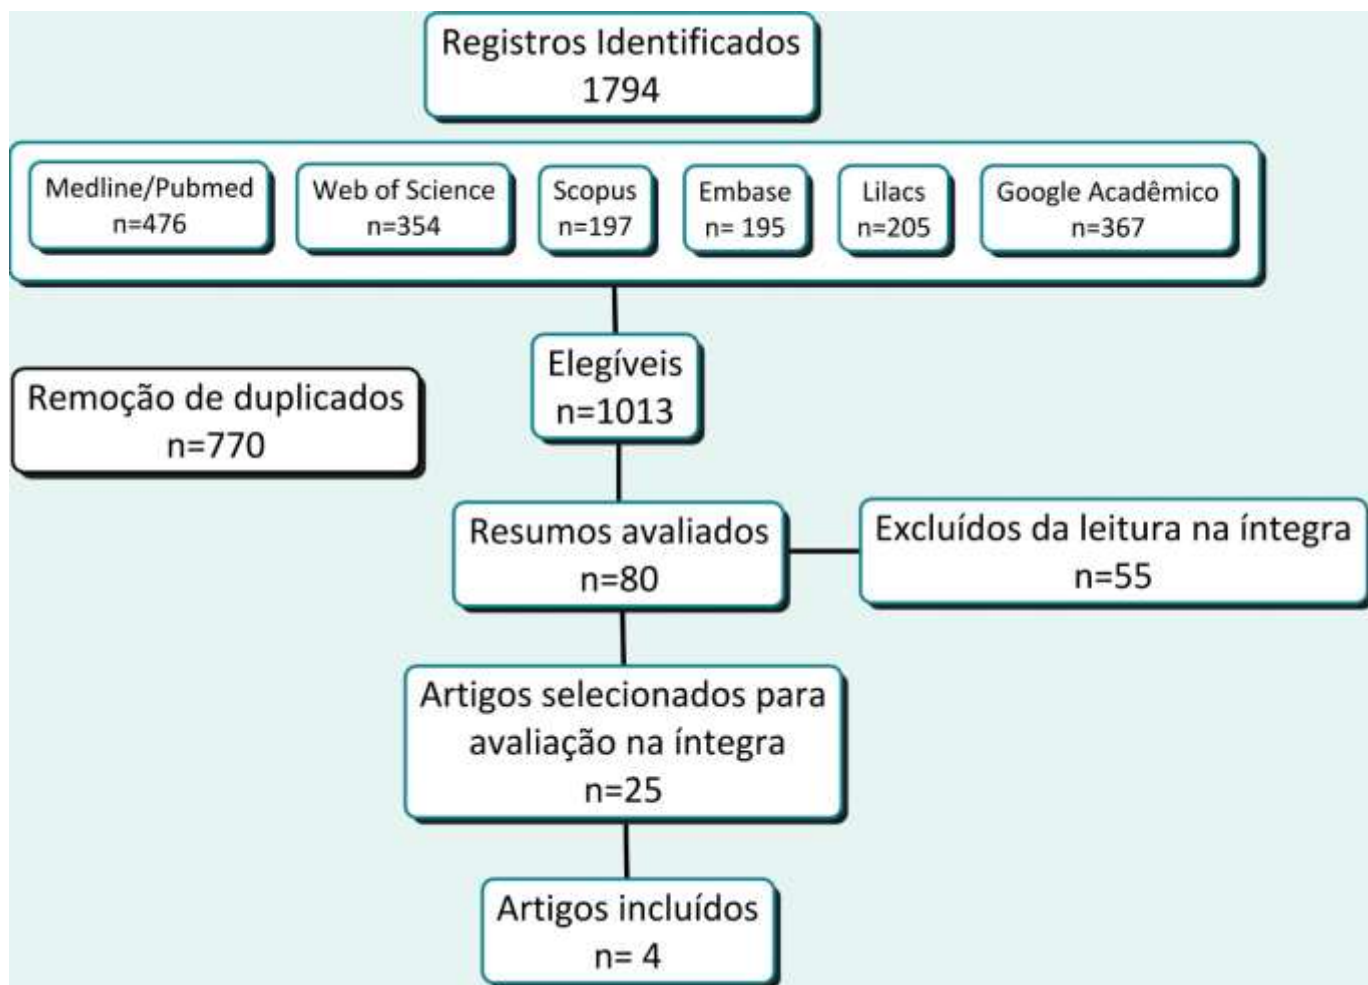 Registros Identificados
1794
Medline/Pubmed
n=476
Web of Science
n=354
Scopus
n=197
Embase
n= 195
Lilacs
n=205
Google Acadêmico
n=367
Elegíveis
n=1013
Remoção de duplicados
n=770
Resumos avaliados
n=80
Excluídos da leitura na íntegra
n=55
Artigos selecionados para
avaliação na íntegra
n=25
Artigos incluídos
n= 4